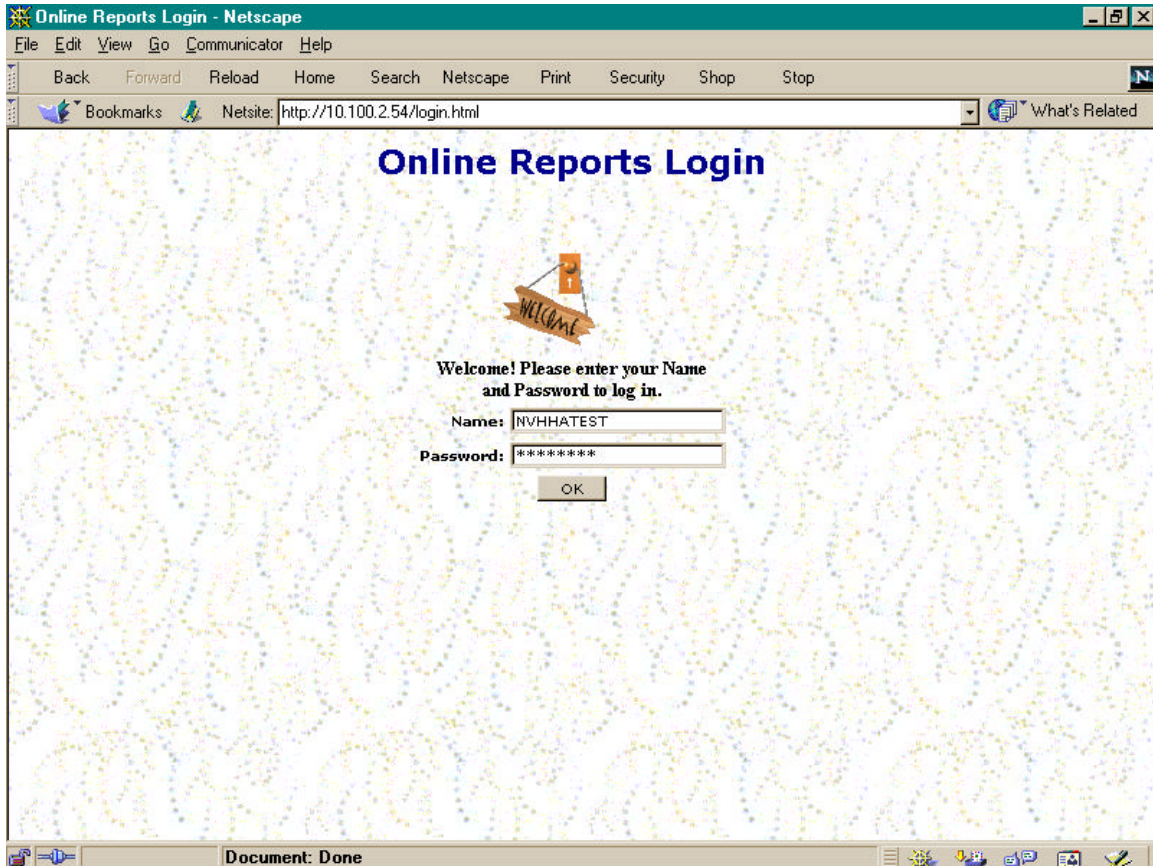 Online Reports Login - Netscape
File Edit View Go Communicator Help
Back Forward Reload Home Search Netscape Print Security Shop Stop
N
Bookmarks Netsite: http://10.100.2.54/login.html What's Related
Online Reports Login
WELCOME
Welcome! Please enter your Name
and Password to log in.
Name: NVHHATEST
Password: ********
OK
Document: Done